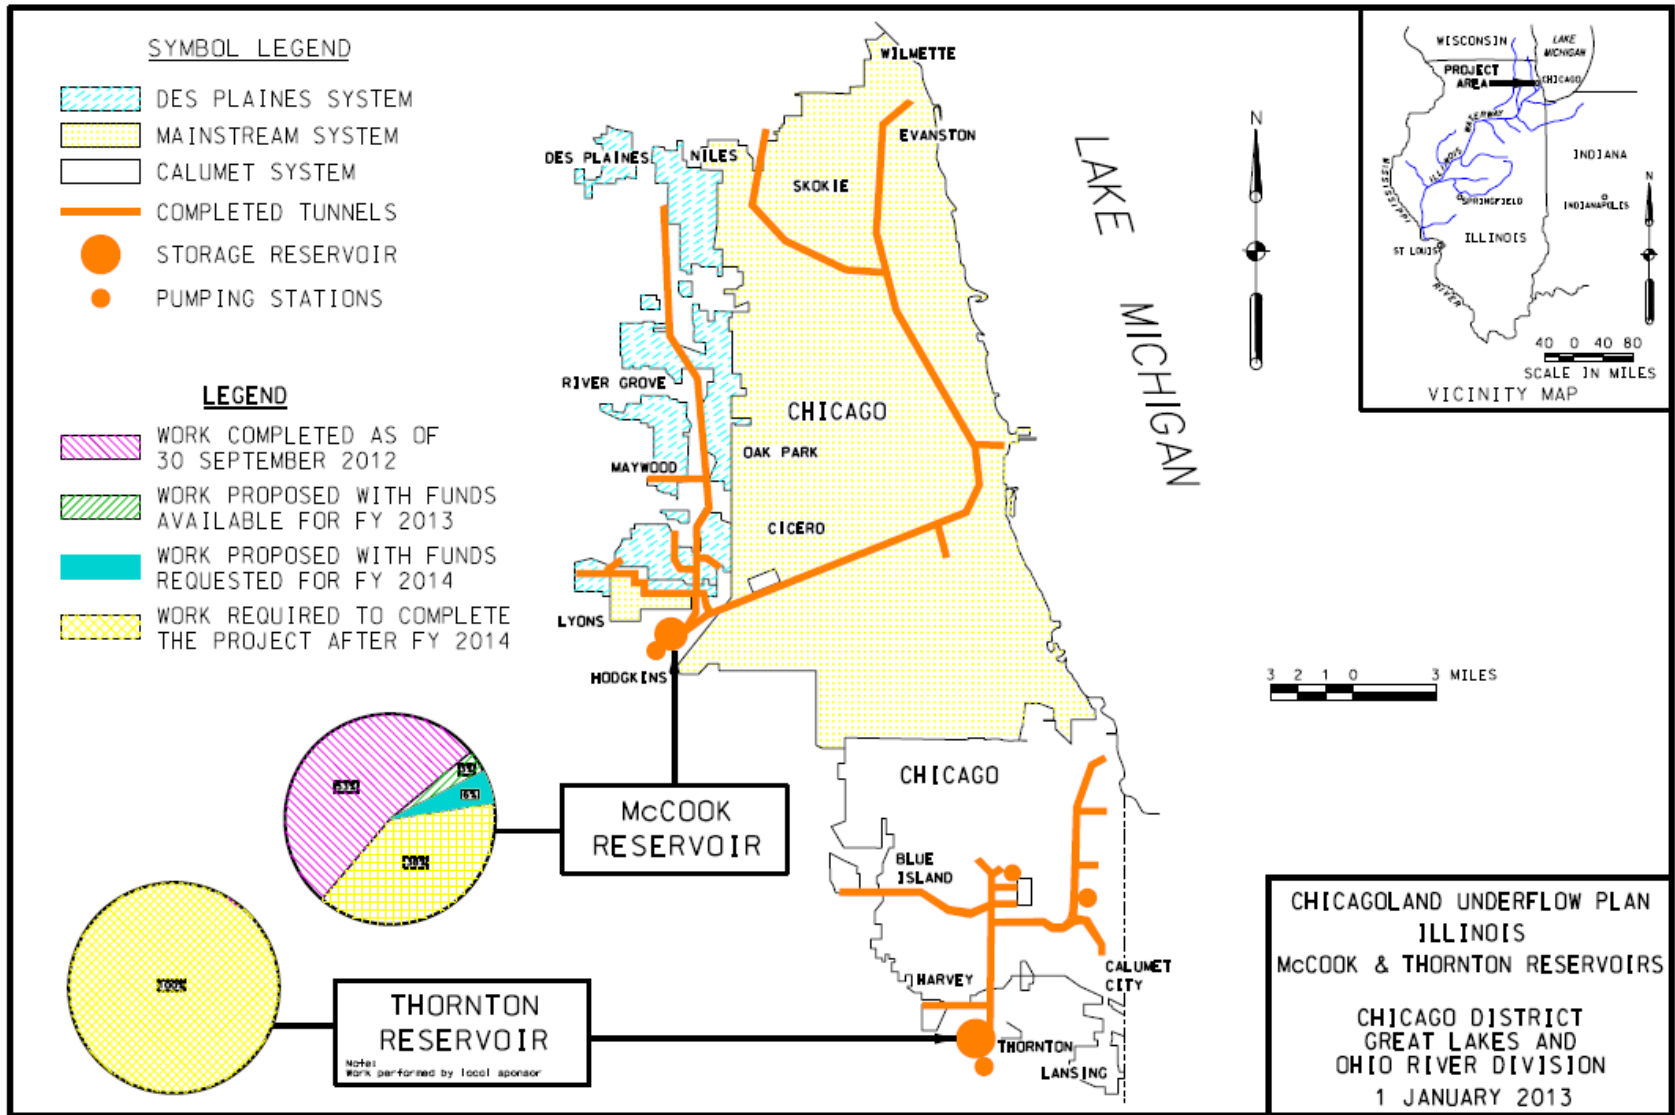 SYMBOL LEGEND
DES PLAINES SYSTEM
MAINSTREAM SYSTEM
CALUMET SYSTEM
COMPLETED TUNNELS
STORAGE RESERVOIR
PUMPING STATIONS
LEGEND
WORK COMPLETED AS OF
30 SEPTEMBER 2012
WORK PROPOSED WITH FUNDS
AVAILABLE FOR FY 2013
WORK PROPOSED WITH FUNDS
REQUESTED FOR FY 2014
WORK REQUIRED TO COMPLETE
THE PROJECT AFTER FY 2014
WILMETTE
EVANSTON
DES PLAINES
NILES
SKOKIE
RIVER GROVE
CHICAGO
OAK PARK
MAYWOOD
CICERO
LYONS
HODGKINS
LAKE
MICHIGAN
N
3 2 1 0 3 MILES
WISCONSIN
LAKE
MICHIGAN
PROJECT
AREA
CHICAGO
WATERWAY
ILLINOIS
INDIANA
MISSISSIPPI
SPRINGFIELD
INDIANAPOLIS
N
ILLINOIS
ST LOUIS
RIVER
40 0 40 80
SCALE IN MILES
VICINITY MAP
6%
McCOOK
RESERVOIR
100%
THORNTON
RESERVOIR
Note:
Work performed by local sponsor
CHICAGO
BLUE
ISLAND
HARVEY
CALUMET
CITY
THORNTON
LANSING
CHICAGOLAND UNDERFLOW PLAN
ILLINOIS
McCOOK & THORNTON RESERVOIRS
CHICAGO DISTRICT
GREAT LAKES AND
OHIO RIVER DIVISION
1 JANUARY 2013